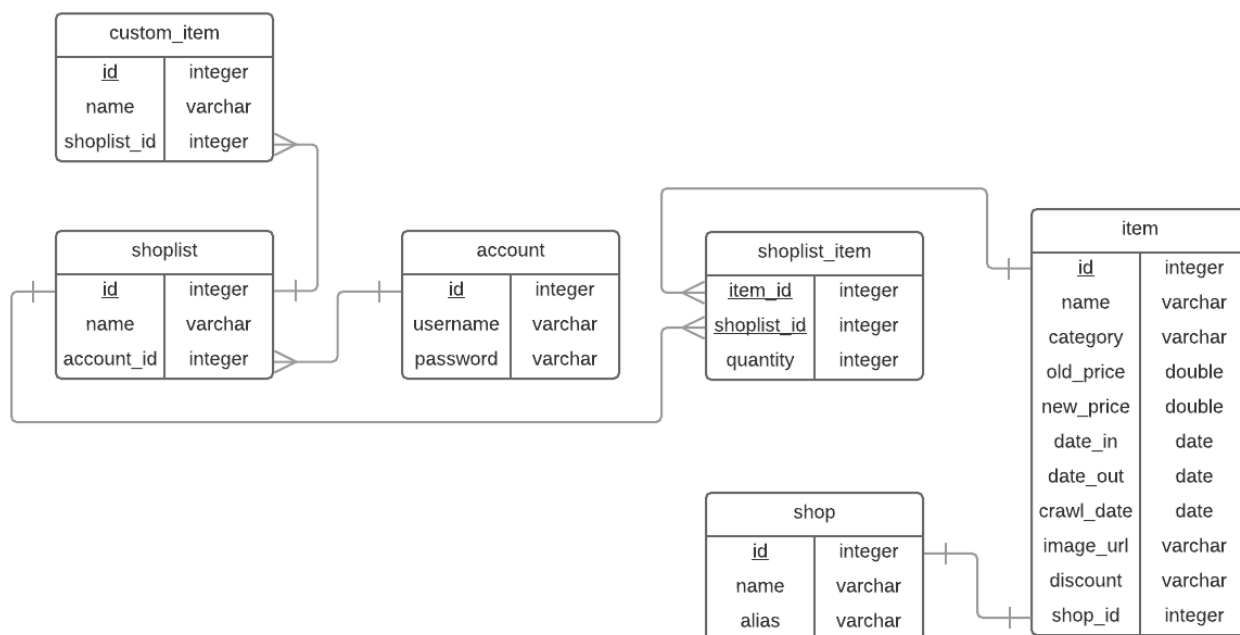 custom_item
id integer
name varchar
shoplist_id integer
shoplist
id integer
name varchar
account_id integer
account
id integer
username varchar
password varchar
shoplist_item
item_id integer
shoplist_id integer
quantity integer
item
id integer
name varchar
category varchar
old_price double
new_price double
date_in date
date_out date
crawl_date date
image_url varchar
discount varchar
shop_id integer
shop
id integer
name varchar
alias varchar